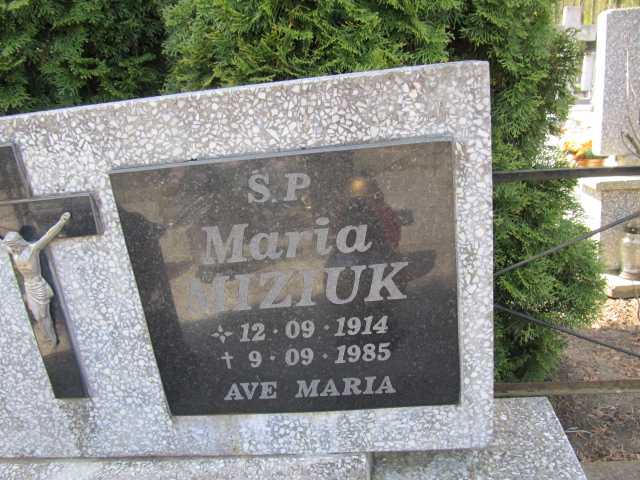 Ś.P.
Maria
MIZIUK
12·09·1914
† 9·09·1985
AVE MARIA